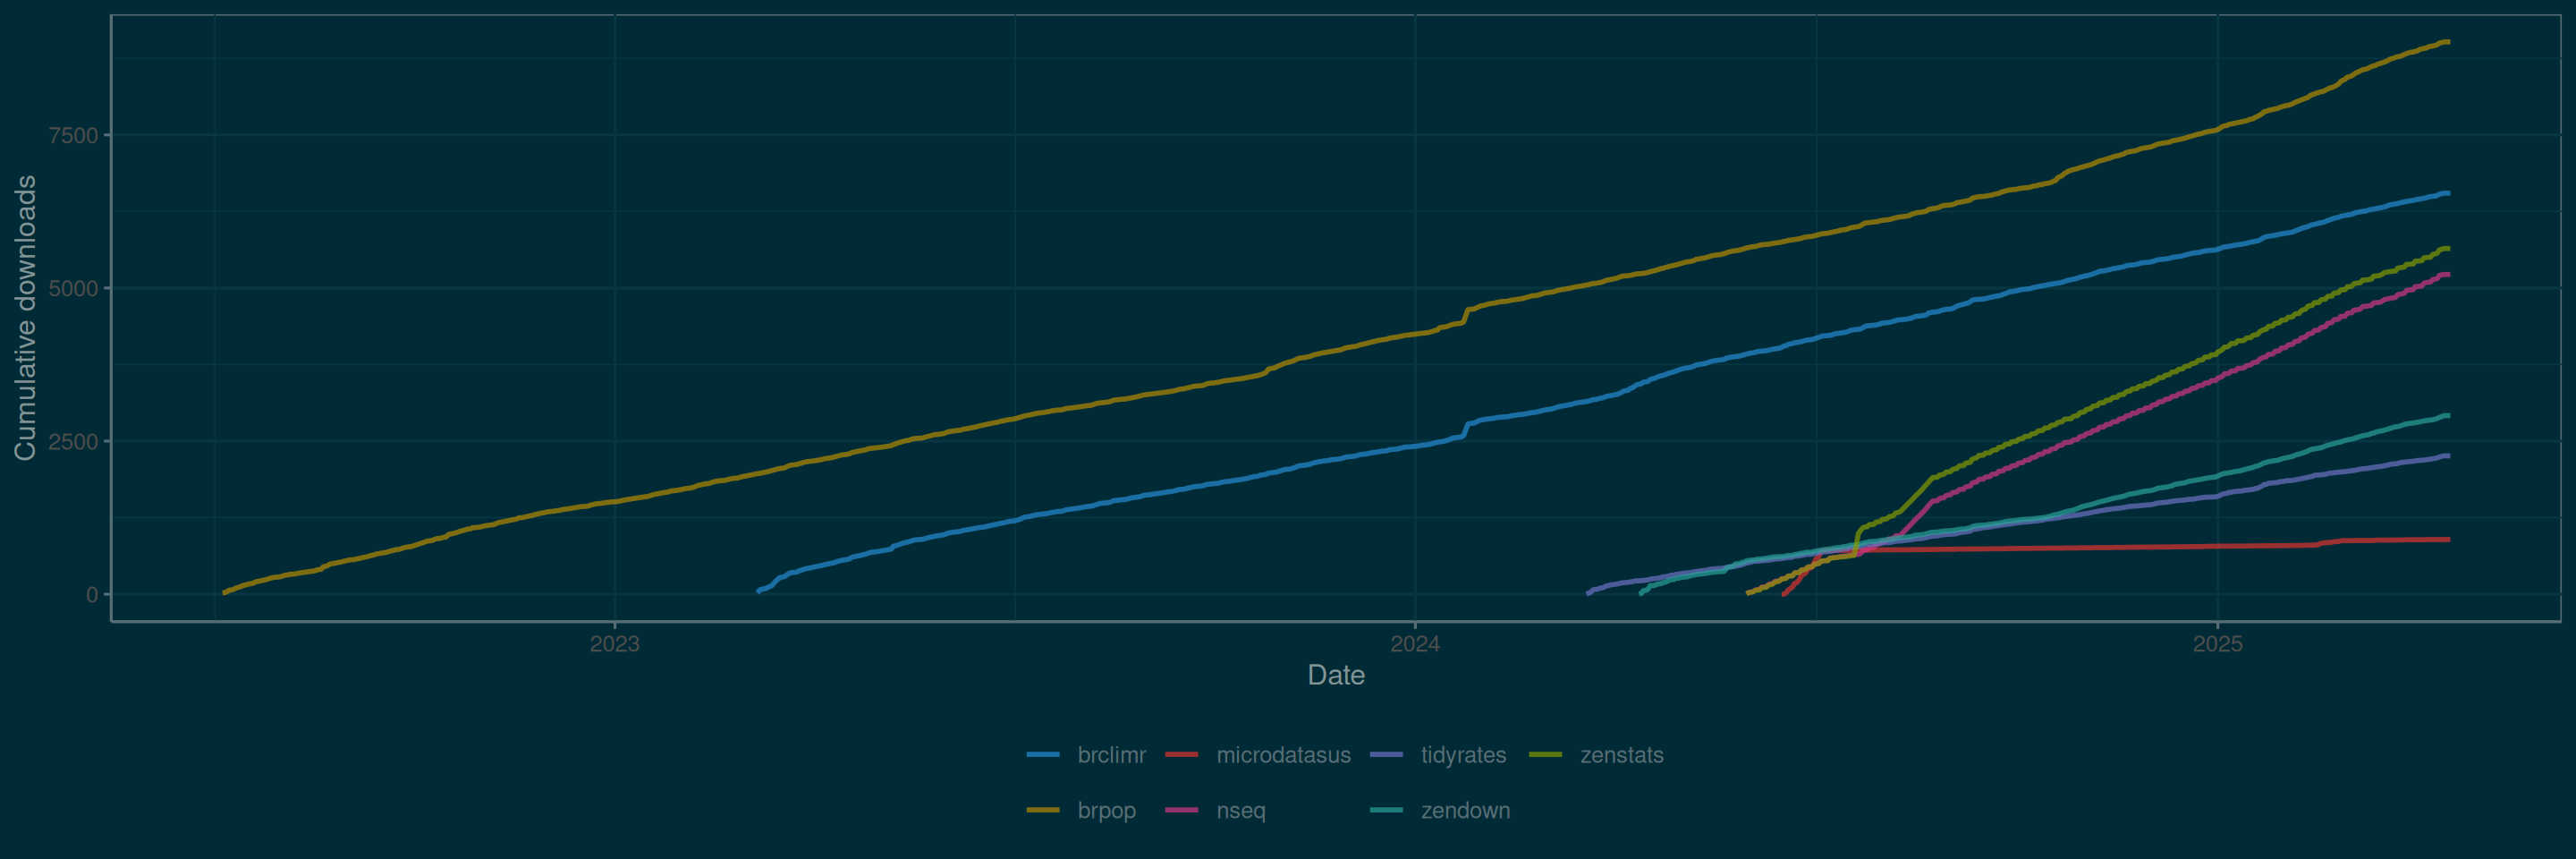 Cumulative downloads
7500
5000
2500
0
2023 2024 2025
Date
brclimr microdatasus tidyrates zenstats
brpop nseq zendown